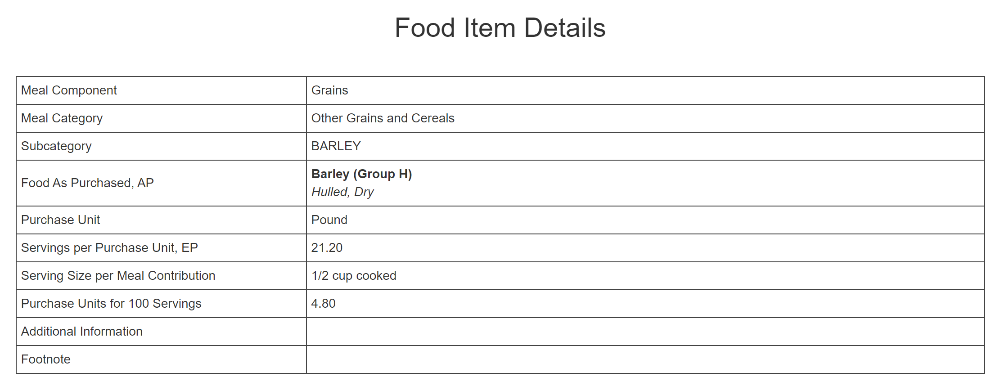 Food Item Details
Meal Component Grains
Meal Category Other Grains and Cereals
Subcategory BARLEY
Food As Purchased, AP Barley (Group H)
Hulled, Dry
Purchase Unit Pound
Servings per Purchase Unit, EP 21.20
Serving Size per Meal Contribution 1/2 cup cooked
Purchase Units for 100 Servings 4.80
Additional Information
Footnote